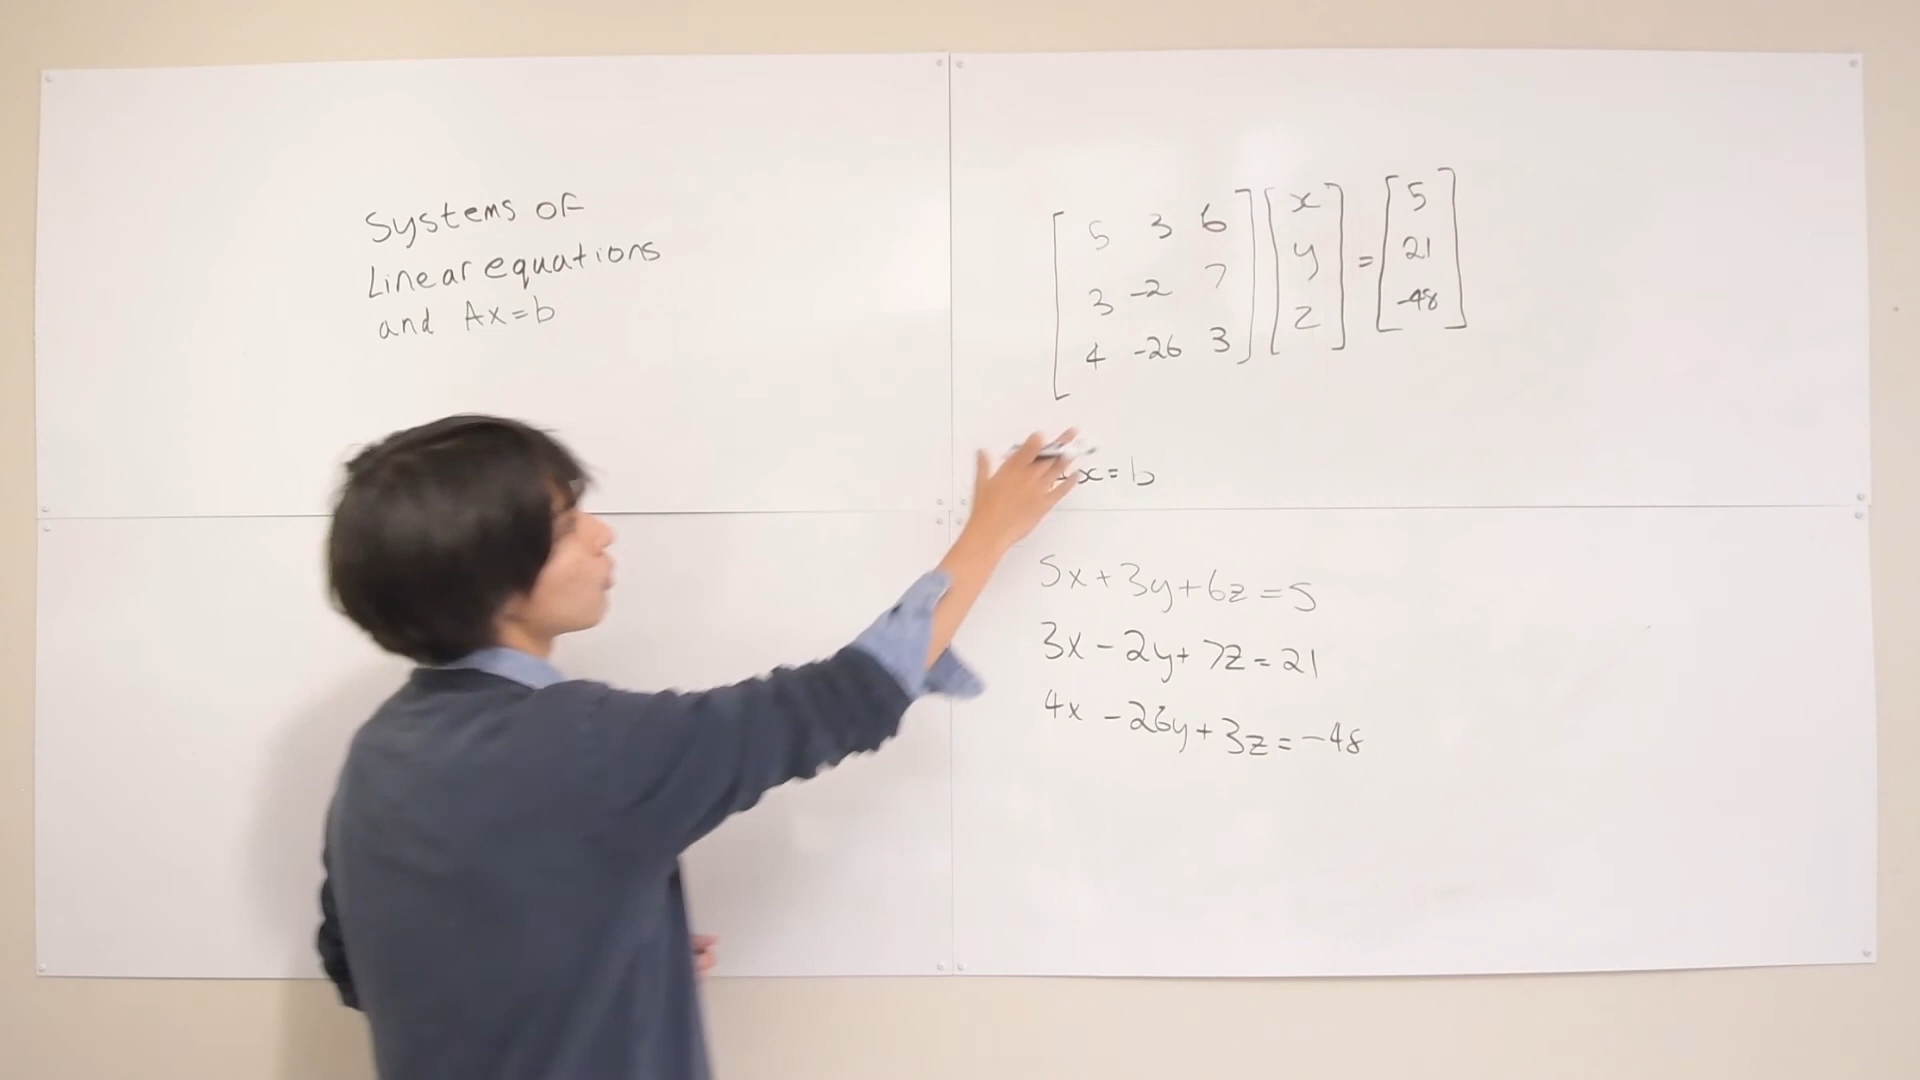 Systems of
Linear equations
and Ax=b
[5 3 6] [x] = [5]
[3 -2 7] [y] [21]
[4 -26 3] [z] [-48]
x=b
5x+3y+6z=5
3x-2y+7z=21
4x-26y+3z=-48